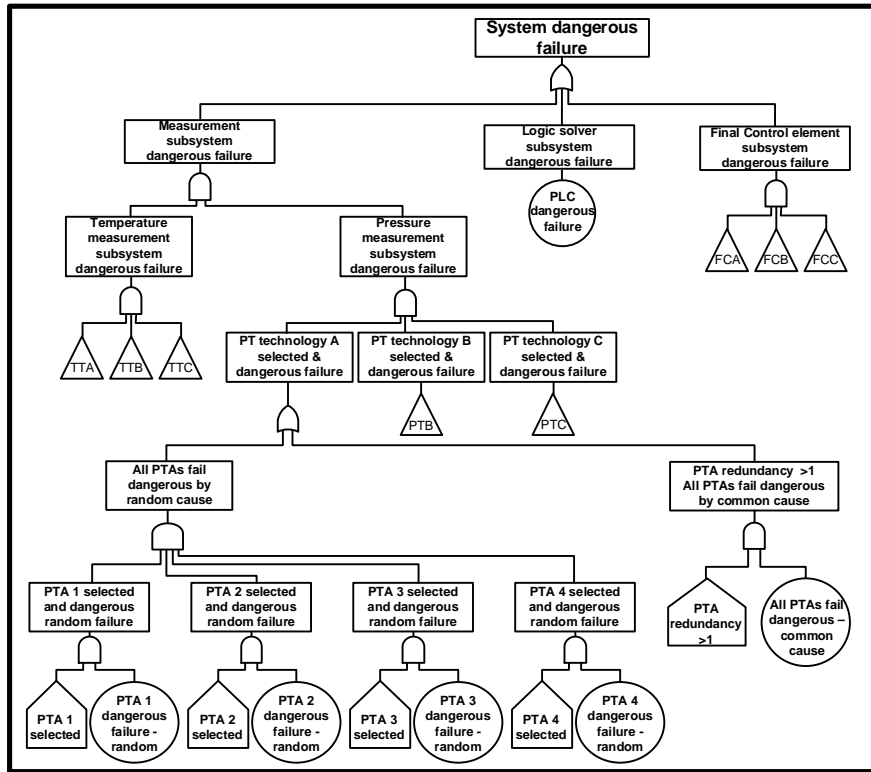 System dangerous
failure
Measurement
subsystem
dangerous failure
Logic solver
subsystem
dangerous failure
Final Control element
subsystem
dangerous failure
PLC
dangerous
failure
Temperature
measurement
subsystem
dangerous failure
Pressure
measurement
subsystem
dangerous failure
FCA
FCB
FCC
TTA
TTB
TTC
PT technology A
selected &
dangerous failure
PT technology B
selected &
dangerous failure
PT technology C
selected &
dangerous failure
PTB
PTC
All PTAs fail
dangerous by
random cause
PTA redundancy >1
All PTAs fail dangerous
by common cause
PTA 1 selected
and dangerous
random failure
PTA 2 selected
and dangerous
random failure
PTA 3 selected
and dangerous
random failure
PTA 4 selected
and dangerous
random failure
PTA
redundancy
>1
All PTAs fail
dangerous –
common
cause
PTA 1
selected
PTA 1
dangerous
failure -
random
PTA 2
selected
PTA 2
dangerous
failure -
random
PTA 3
selected
PTA 3
dangerous
failure -
random
PTA 4
selected
PTA 4
dangerous
failure -
random